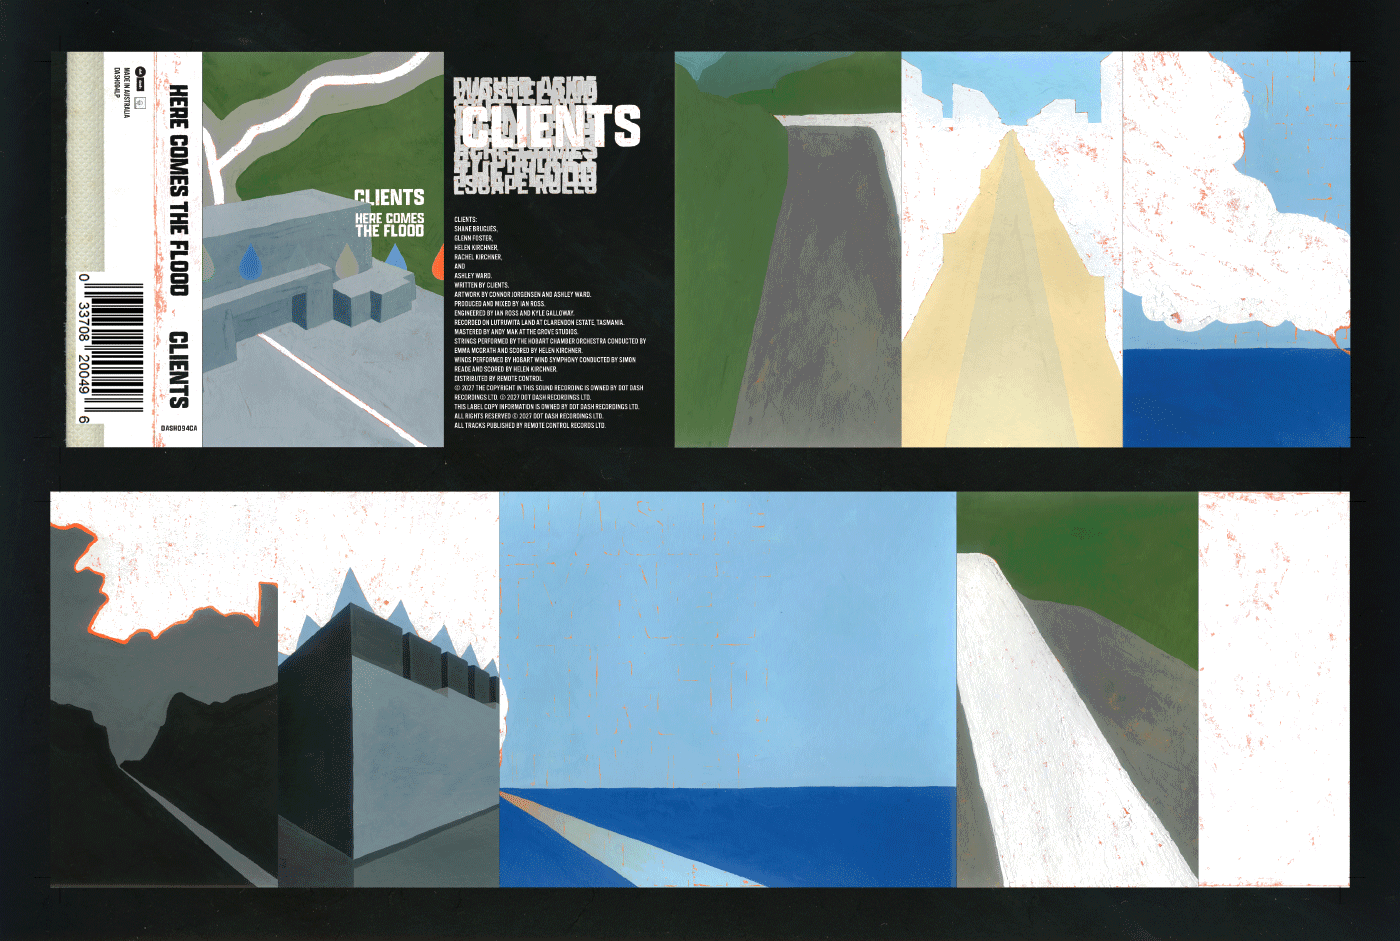 MADE IN AUSTRALIA
DASH094LP
HERE COMES THE FLOOD CLIENTS
DASH094CA
0 33708 20049 6
CLIENTS
HERE COMES
THE FLOOD
CLIENTS
ESCAPE ROLLO
CLIENTS:
SHANE BRUGUES,
GLENN FOSTER,
HELEN KIRCHNER,
RACHEL KIRCHNER,
AND
ASHLEY WARD.
WRITTEN BY CLIENTS.
ARTWORK BY CONNOR JORGENSEN AND ASHLEY WARD.
PRODUCED AND MIXED BY IAN ROSS.
ENGINEERED BY IAN ROSS AND KYLE GALLOWAY.
RECORDED ON LUTRUWITA LAND AT CLARENDON ESTATE, TASMANIA.
MASTERED BY ANDY MAK AT THE GROVE STUDIOS.
STRINGS PERFORMED BY THE HOBART CHAMBER ORCHESTRA CONDUCTED BY
EMMA MCGRATH AND SCORED BY HELEN KIRCHNER.
WINDS PERFORMED BY HOBART WIND SYMPHONY CONDUCTED BY SIMON
READE AND SCORED BY HELEN KIRCHNER.
DISTRIBUTED BY REMOTE CONTROL.
© 2027 THE COPYRIGHT IN THIS SOUND RECORDING IS OWNED BY DOT DASH
RECORDINGS LTD. © 2027 DOT DASH RECORDINGS LTD.
THIS LABEL COPY INFORMATION IS OWNED BY DOT DASH RECORDINGS LTD.
ALL RIGHTS RESERVED © 2027 DOT DASH RECORDINGS LTD.
ALL TRACKS PUBLISHED BY REMOTE CONTROL RECORDS LTD.